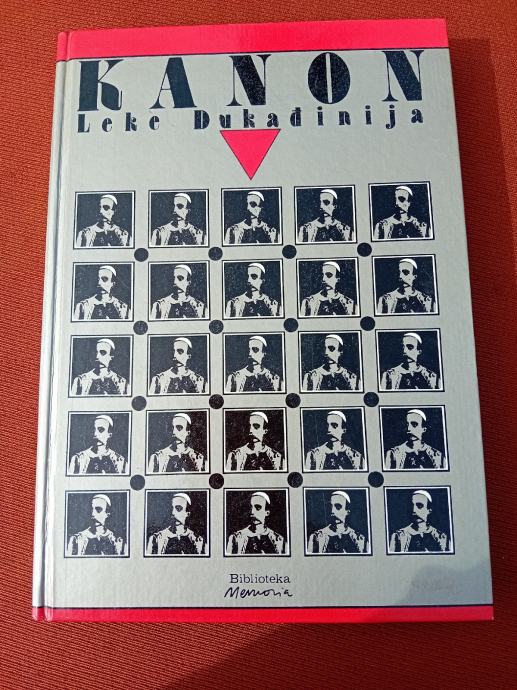 KANON
Leke Dukađinija
Biblioteka
Memoria